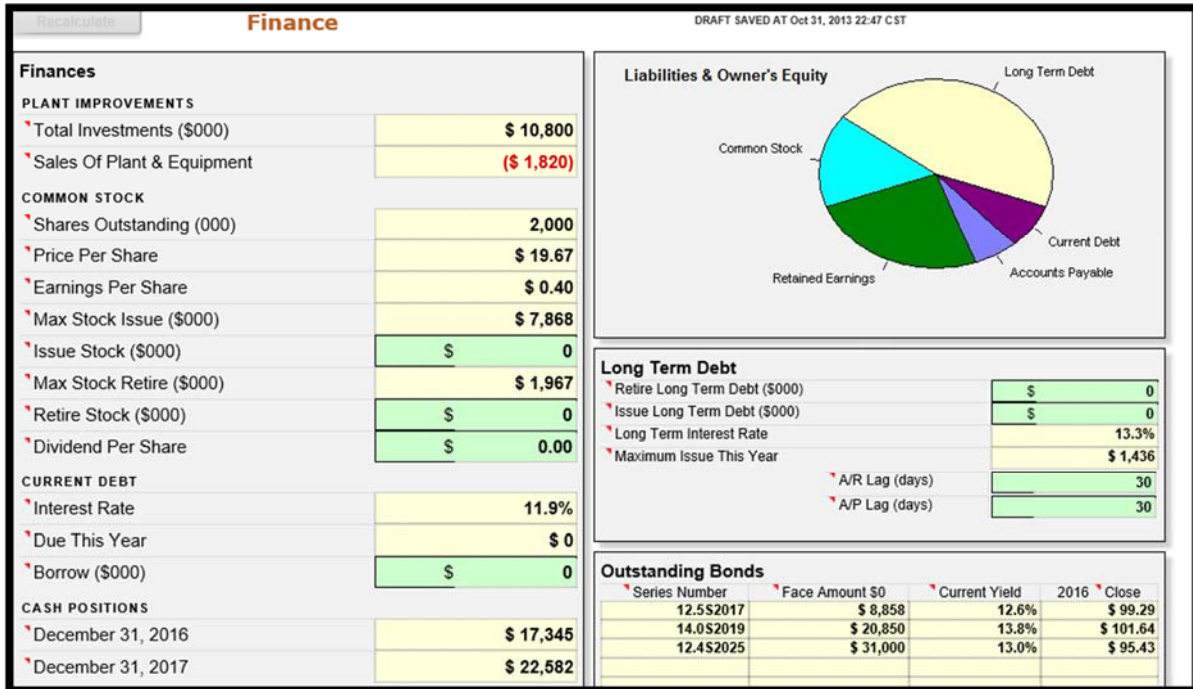 Recalculate
Finance
DRAFT SAVED AT Oct 31, 2013 22:47 CST
Finances
PLANT IMPROVEMENTS
Total Investments ($000) $ 10,800
Sales Of Plant & Equipment ($ 1,820)
COMMON STOCK
Shares Outstanding (000) 2,000
Price Per Share $ 19.67
Earnings Per Share $ 0.40
Max Stock Issue ($000) $ 7,868
Issue Stock ($000) $ 0
Max Stock Retire ($000) $ 1,967
Retire Stock ($000) $ 0
Dividend Per Share $ 0.00
CURRENT DEBT
Interest Rate 11.9%
Due This Year $ 0
Borrow ($000) $ 0
CASH POSITIONS
December 31, 2016 $ 17,345
December 31, 2017 $ 22,582
Liabilities & Owner's Equity
Long Term Debt
Common Stock
Current Debt
Accounts Payable
Retained Earnings
Long Term Debt
Retire Long Term Debt ($000) $ 0
Issue Long Term Debt ($000) $ 0
Long Term Interest Rate 13.3%
Maximum Issue This Year $ 1,436
A/R Lag (days) 30
A/P Lag (days) 30
Outstanding Bonds
Series Number Face Amount $0 Current Yield 2016 Close
12.5S2017 $ 8,858 12.6% $ 99.29
14.0S2019 $ 20,850 13.8% $ 101.64
12.4S2025 $ 31,000 13.0% $ 95.43